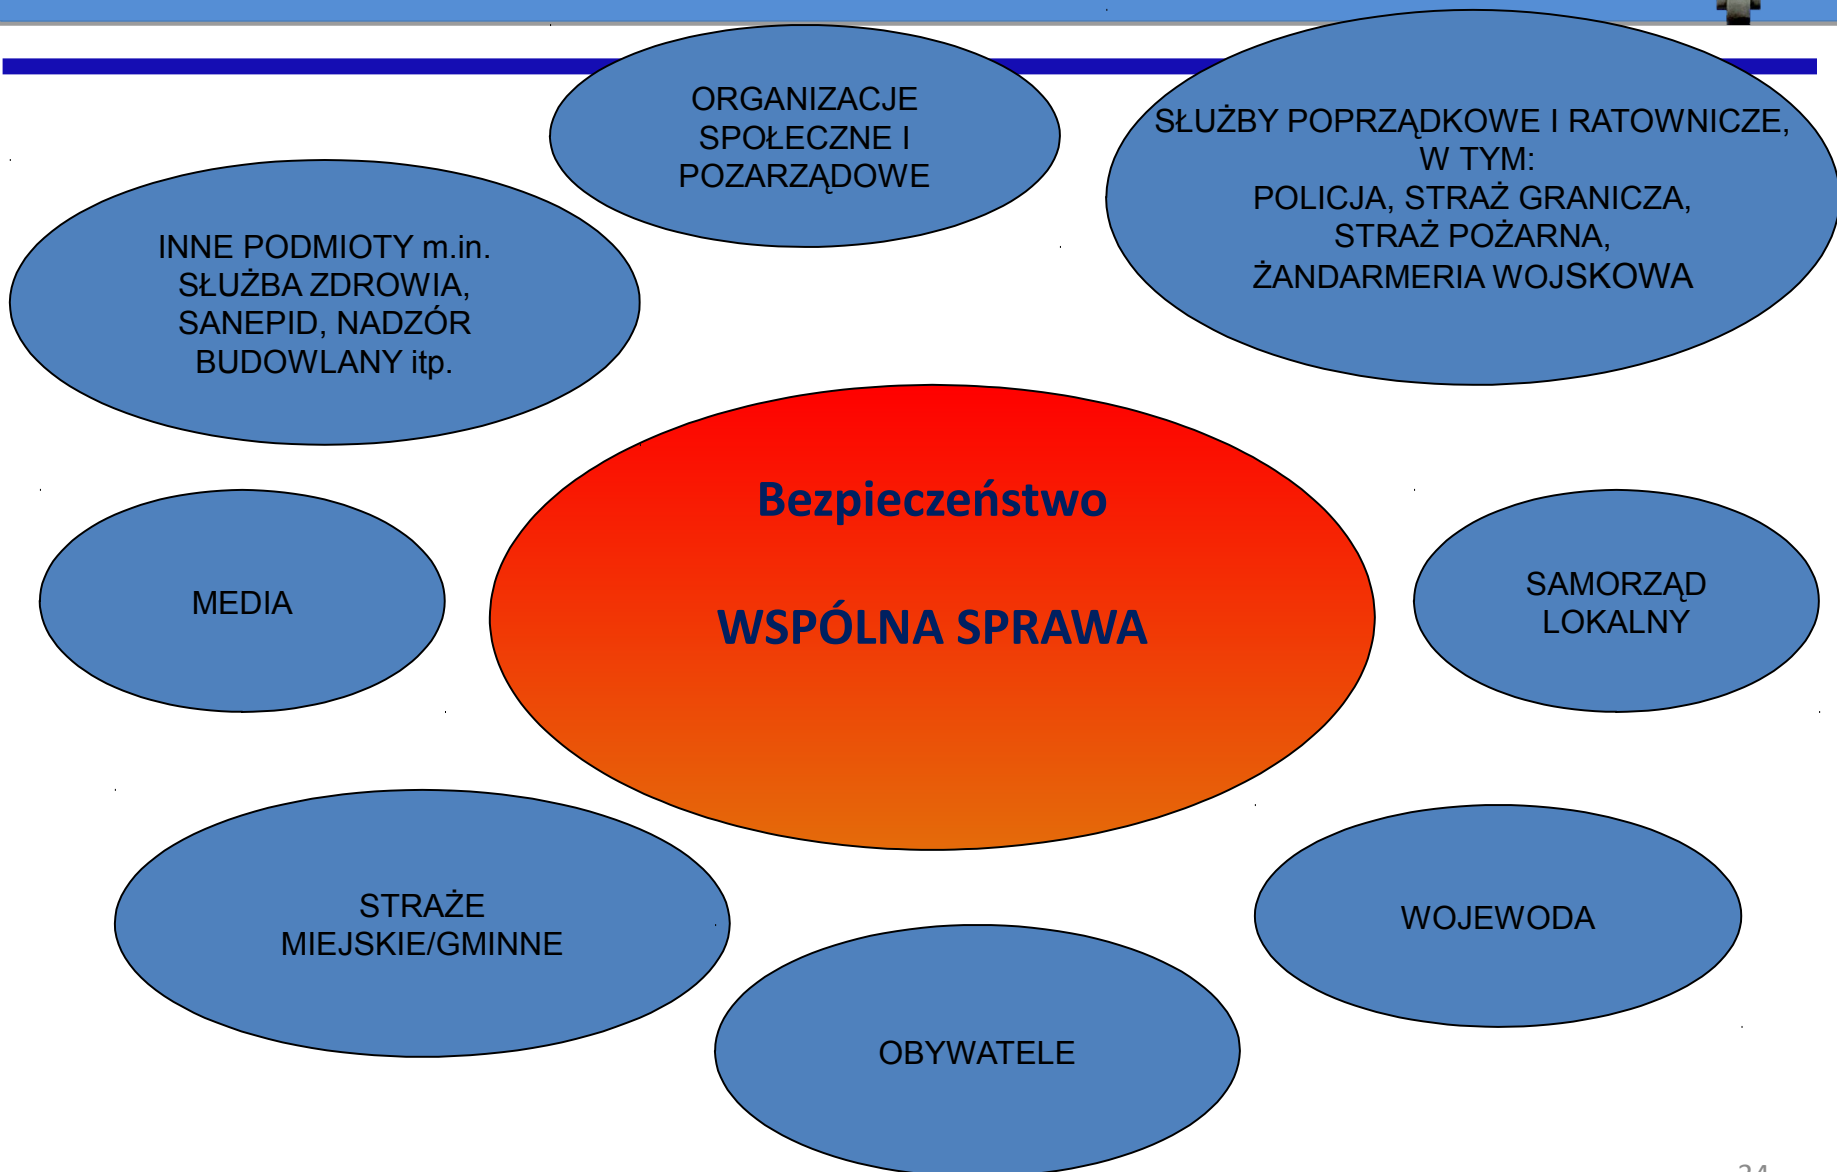 ORGANIZACJE
SPOŁECZNE I
POZARZĄDOWE
SŁUŻBY POPRZĄDKOWE I RATOWNICZE,
W TYM:
POLICJA, STRAŻ GRANICZA,
STRAŻ POŻARNA,
ŻANDARMERIA WOJSKOWA
INNE PODMIOTY m.in.
SŁUŻBA ZDROWIA,
SANEPID, NADZÓR
BUDOWLANY itp.
Bezpieczeństwo
WSPÓLNA SPRAWA
MEDIA
SAMORZĄD
LOKALNY
STRAŻE
MIEJSKIE/GMINNE
WOJEWODA
OBYWATELE